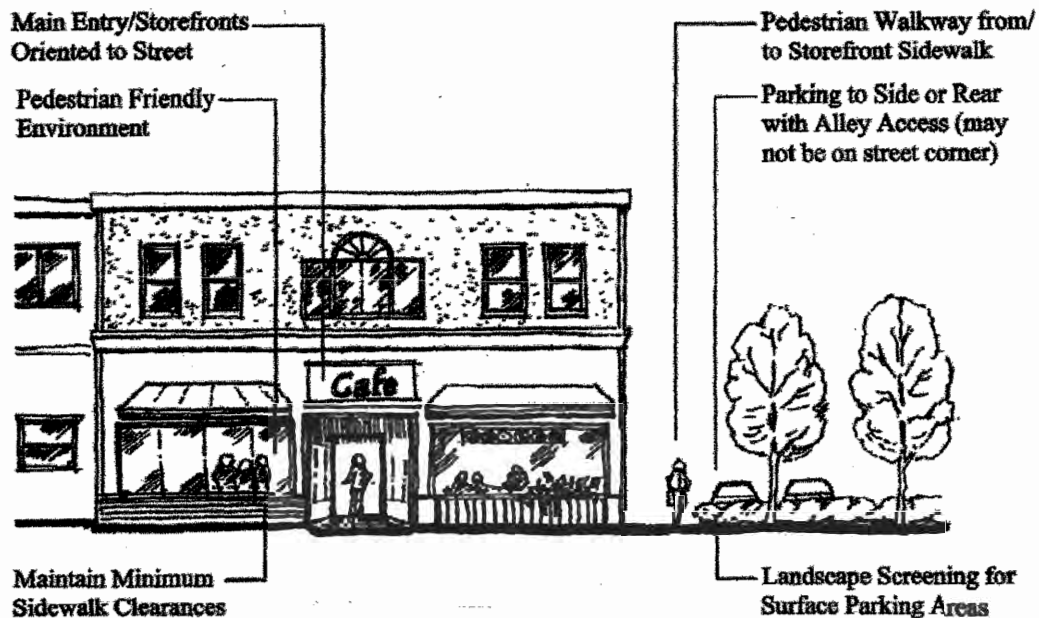 Main Entry/Storefronts
Oriented to Street
Pedestrian Friendly
Environment
Pedestrian Walkway from/
to Storefront Sidewalk
Parking to Side or Rear
with Alley Access (may
not be on street corner)
Cafe
Maintain Minimum
Sidewalk Clearances
Landscape Screening for
Surface Parking Areas